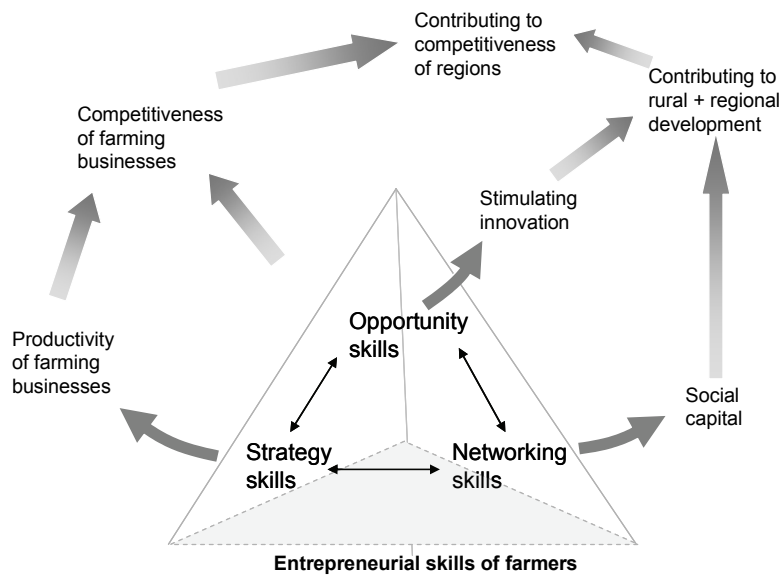 Contributing to
competitiveness
of regions
Contributing to
rural + regional
development
Competitiveness
of farming
businesses
Stimulating
innovation
Opportunity
skills
Productivity
of farming
businesses
Social
capital
Strategy
skills
Networking
skills
Entrepreneurial skills of farmers